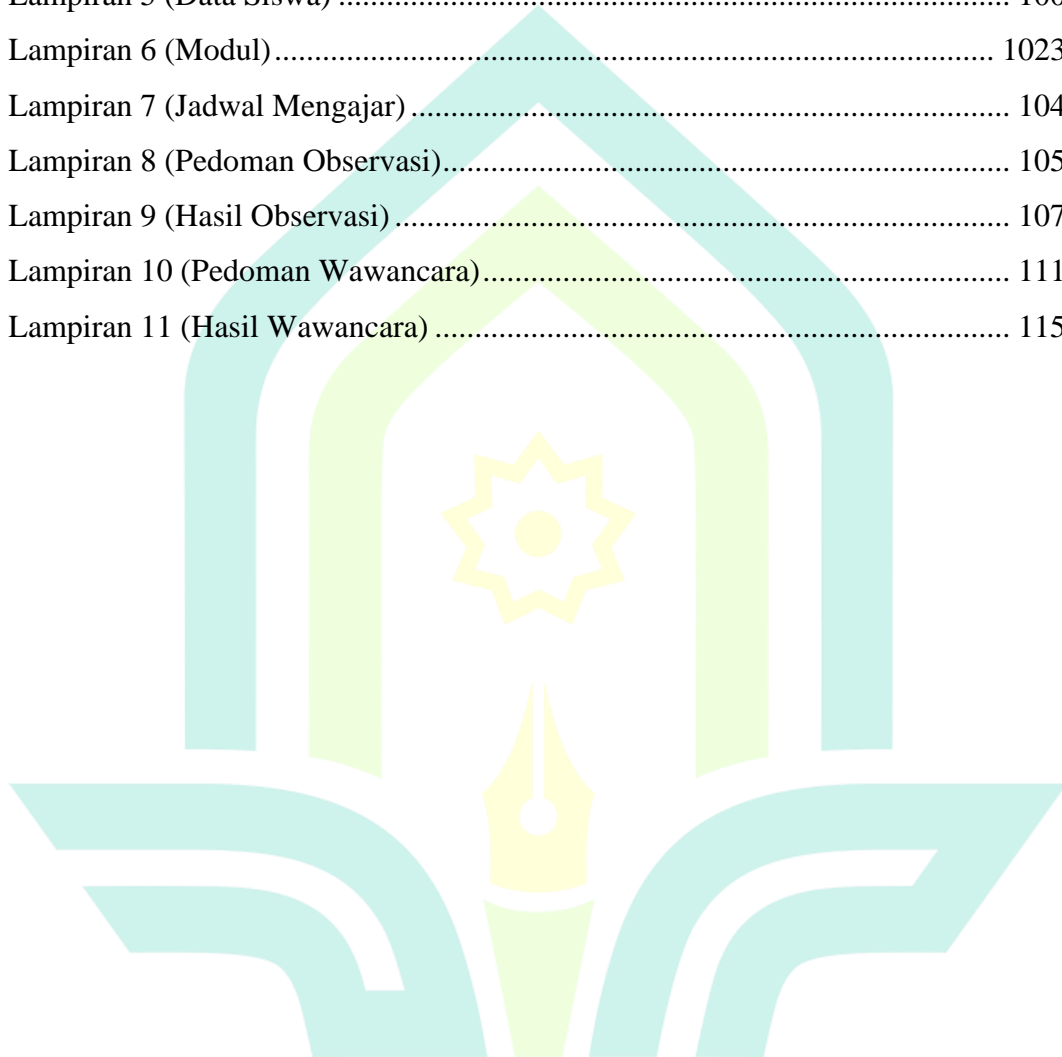 Lampiran 5 (Data Siswa) ........................................................................................ 100
Lampiran 6 (Modul) ............................................................................................ 1023
Lampiran 7 (Jadwal Mengajar) ............................................................................. 104
Lampiran 8 (Pedoman Observasi) ......................................................................... 105
Lampiran 9 (Hasil Observasi) ............................................................................... 107
Lampiran 10 (Pedoman Wawancara) .................................................................... 111
Lampiran 11 (Hasil Wawancara) .......................................................................... 115